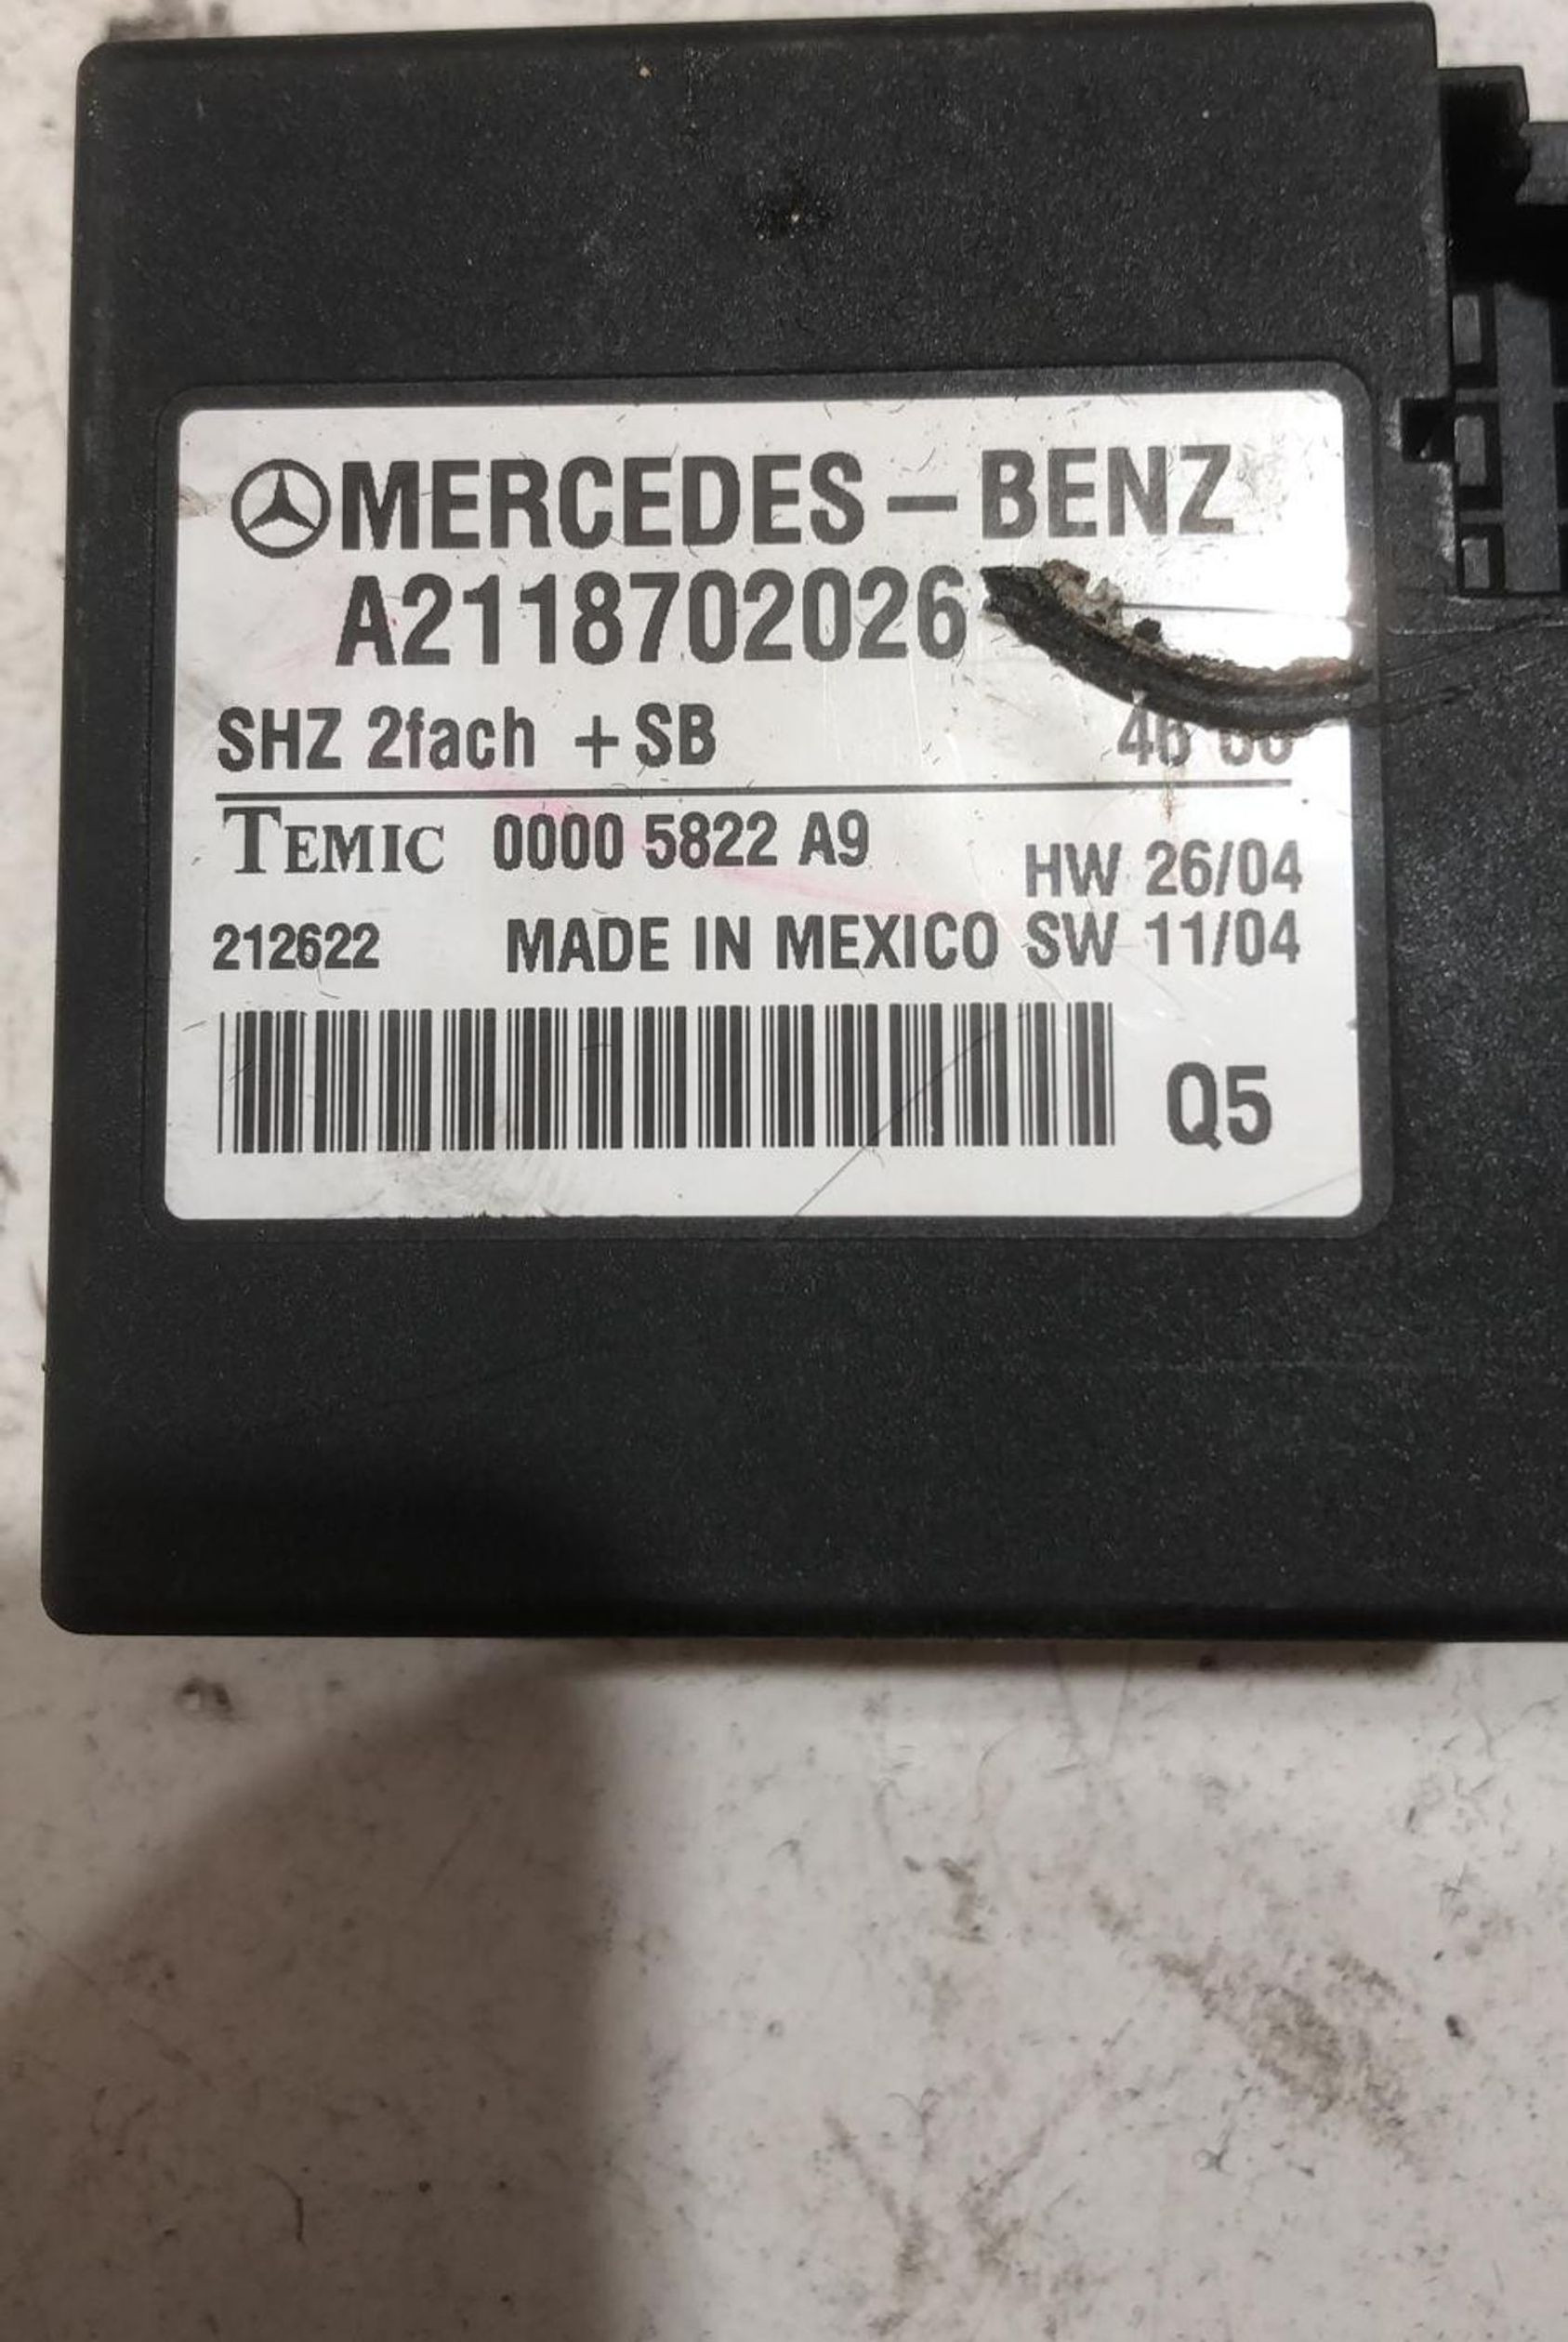 MERCEDES – BENZ
A2118702026
SHZ 2fach + SB
TEMIC 0000 5822 A9
HW 26/04
212622 MADE IN MEXICO SW 11/04
Q5